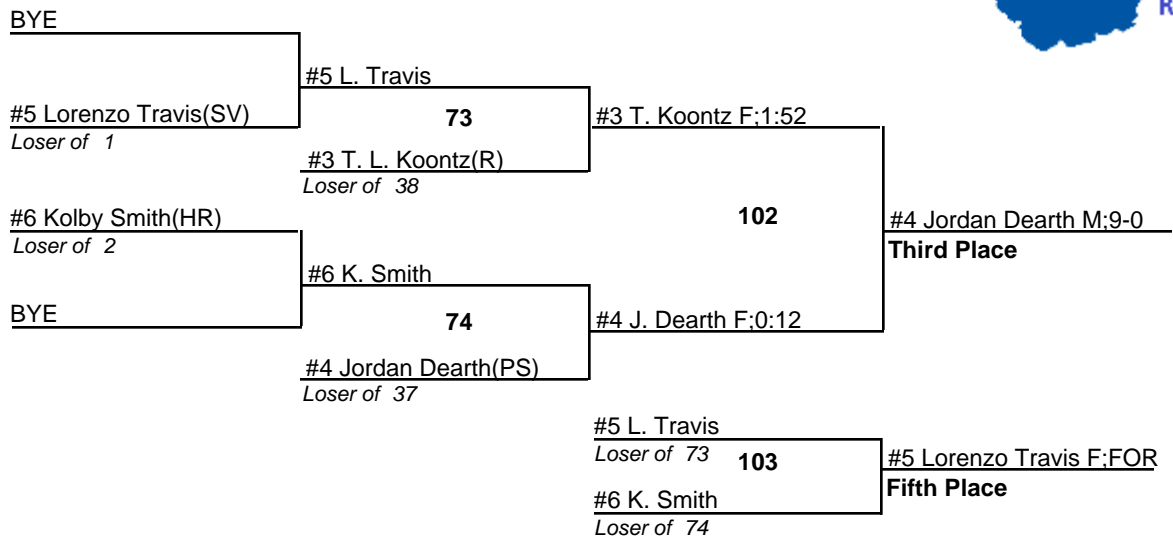 R
BYE
#5 L. Travis
#5 Lorenzo Travis(SV)
73
#3 T. Koontz F;1:52
Loser of 1
#3 T. L. Koontz(R)
Loser of 38
#6 Kolby Smith(HR)
102
#4 Jordan Dearth M;9-0
Loser of 2
Third Place
#6 K. Smith
BYE
74
#4 J. Dearth F;0:12
#4 Jordan Dearth(PS)
Loser of 37
#5 L. Travis
Loser of 73
103
#5 Lorenzo Travis F;FOR
Fifth Place
#6 K. Smith
Loser of 74